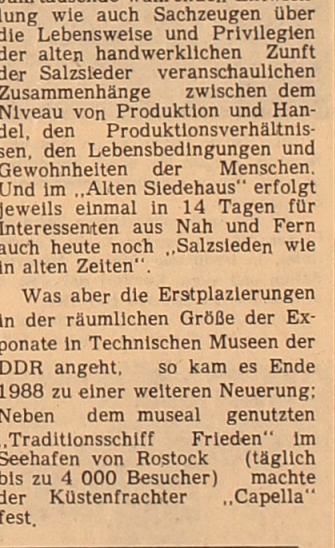 lung wie auch Sachzeugen über
die Lebensweise und Privilegien
der alten handwerklichen Zunft
der Salzsieder veranschaulichen
Zusammenhänge zwischen dem
Niveau von Produktion und Han-
del, den Produktionsverhältnis-
sen, den Lebensbedingungen und
Gewohnheiten der Menschen.
Und im „Alten Siedehaus“ erfolgt
jeweils einmal in 14 Tagen für
Interessenten aus Nah und Fern
auch heute noch „Salzsieden wie
in alten Zeiten“.
Was aber die Erstplazierungen
in der räumlichen Größe der Ex-
ponate in Technischen Museen der
DDR angeht, so kam es Ende
1988 zu einer weiteren Neuerung;
Neben dem museal genutzten
„Traditionsschiff Frieden“ im
Seehafen von Rostock (täglich
bis zu 4 000 Besucher) machte
der Küstenfrachter „Capella“
fest.